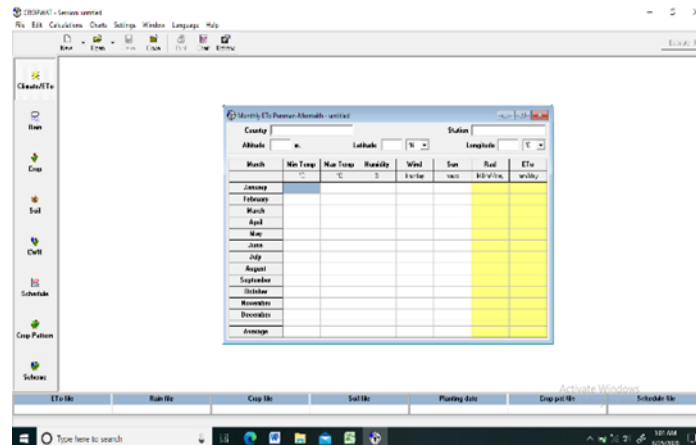 CROPWAT - Session: untitled
File Edit Calculations Charts Settings Window Language Help
New Open Save Close Print Chart Options
Climate/ETo
Rain
Crop
Soil
CWR
Schedule
Crop Pattern
Scheme
Monthly ETo Penman-Monteith - untitled
Country Station
Altitude m. Latitude °N Longitude °E
Month Min Temp Max Temp Humidity Wind Sun Rad ETo
°C °C % km/day hours MJ/m²/day mm/day
January
February
March
April
May
June
July
August
September
October
November
December
Average
Activate Windows
ETo file Rain file Crop file Soil file Planting date Crop pat file Schedule file
Type here to search